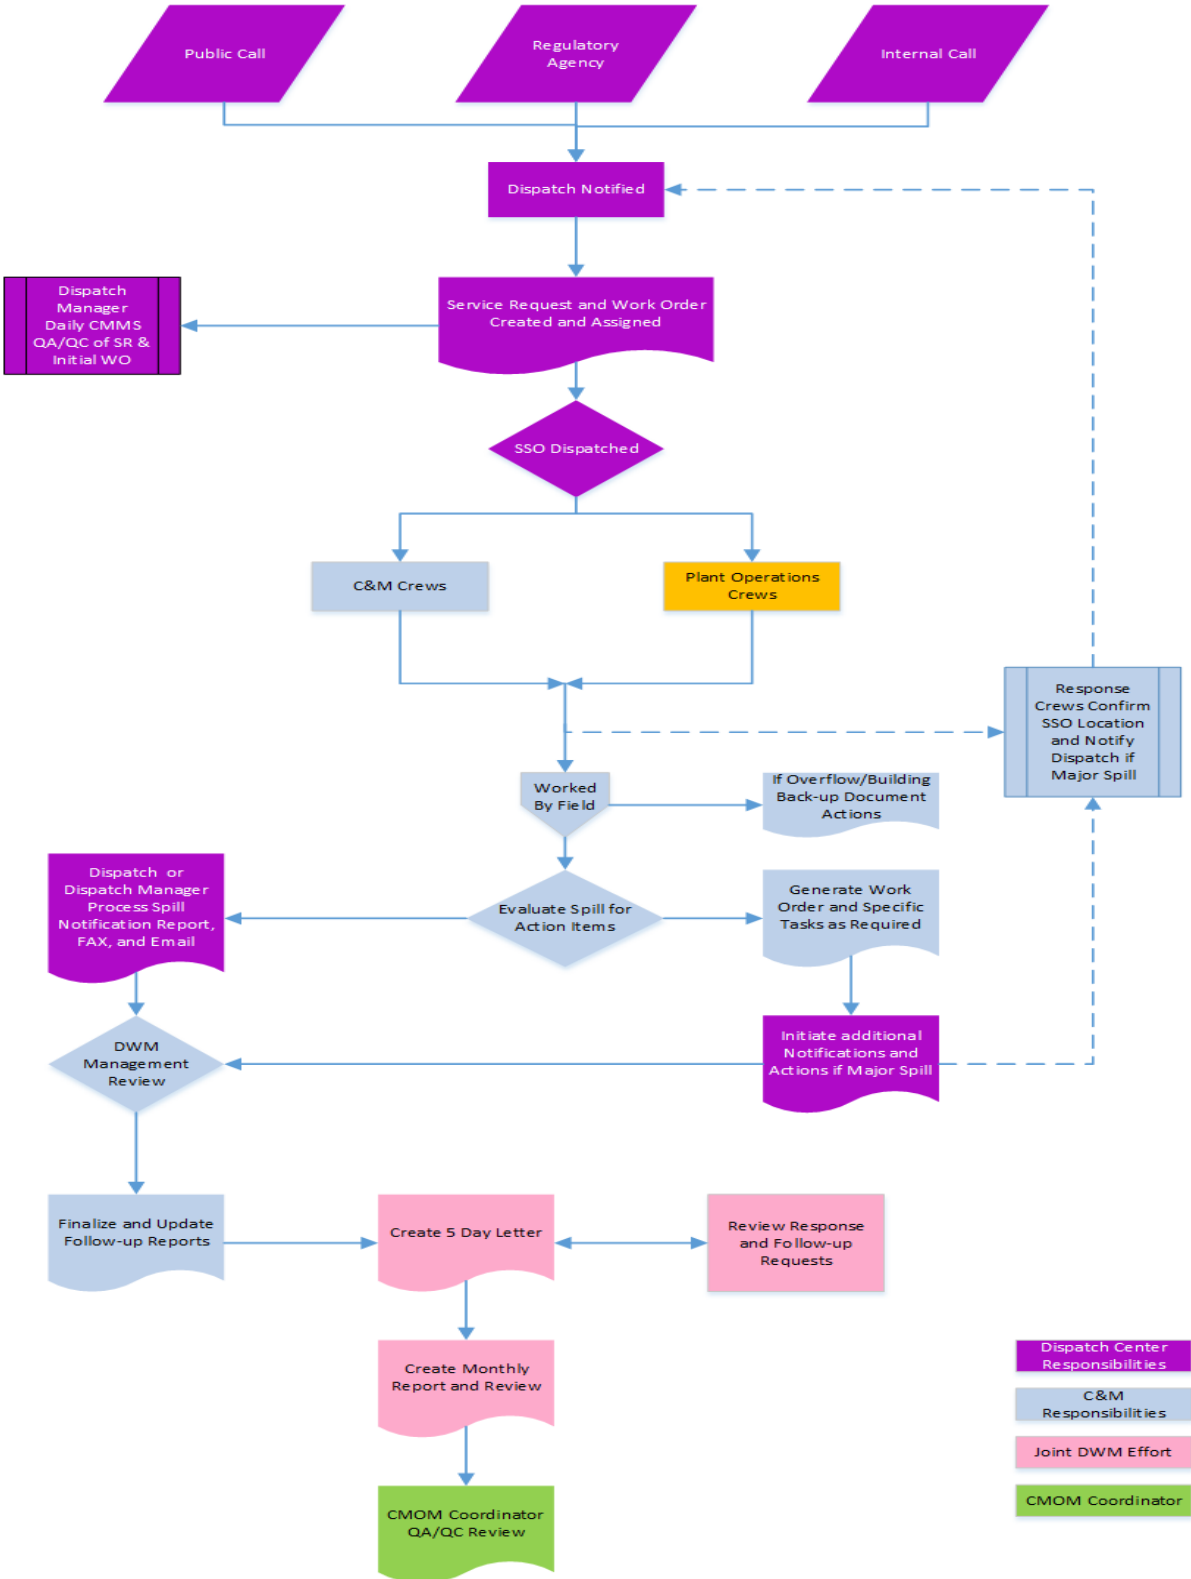 Public Call
Regulatory
Agency
Internal Call
Dispatch Notified
Dispatch
Manager
Daily CMMS
QA/QC of SR &
Initial WO
Service Request and Work Order
Created and Assigned
SSO Dispatched
C&M Crews
Plant Operations
Crews
Response
Crews Confirm
SSO Location
and Notify
Dispatch if
Major Spill
Worked
By Field
If Overflow/Building
Back-up Document
Actions
Dispatch or
Dispatch Manager
Process Spill
Notification Report,
FAX, and Email
Evaluate Spill for
Action Items
Generate Work
Order and Specific
Tasks as Required
DWM
Management
Review
Initiate additional
Notifications and
Actions if Major Spill
Finalize and Update
Follow-up Reports
Create 5 Day Letter
Review Response
and Follow-up
Requests
Create Monthly
Report and Review
CMOM Coordinator
QA/QC Review
Dispatch Center
Responsibilities
C&M
Responsibilities
Joint DWM Effort
CMOM Coordinator